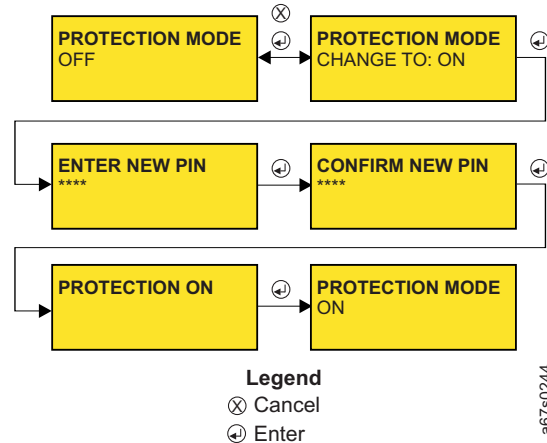 PROTECTION MODE
OFF
PROTECTION MODE
CHANGE TO: ON
ENTER NEW PIN
****
CONFIRM NEW PIN
****
PROTECTION ON
PROTECTION MODE
ON
Legend
Cancel
Enter
a67s0244